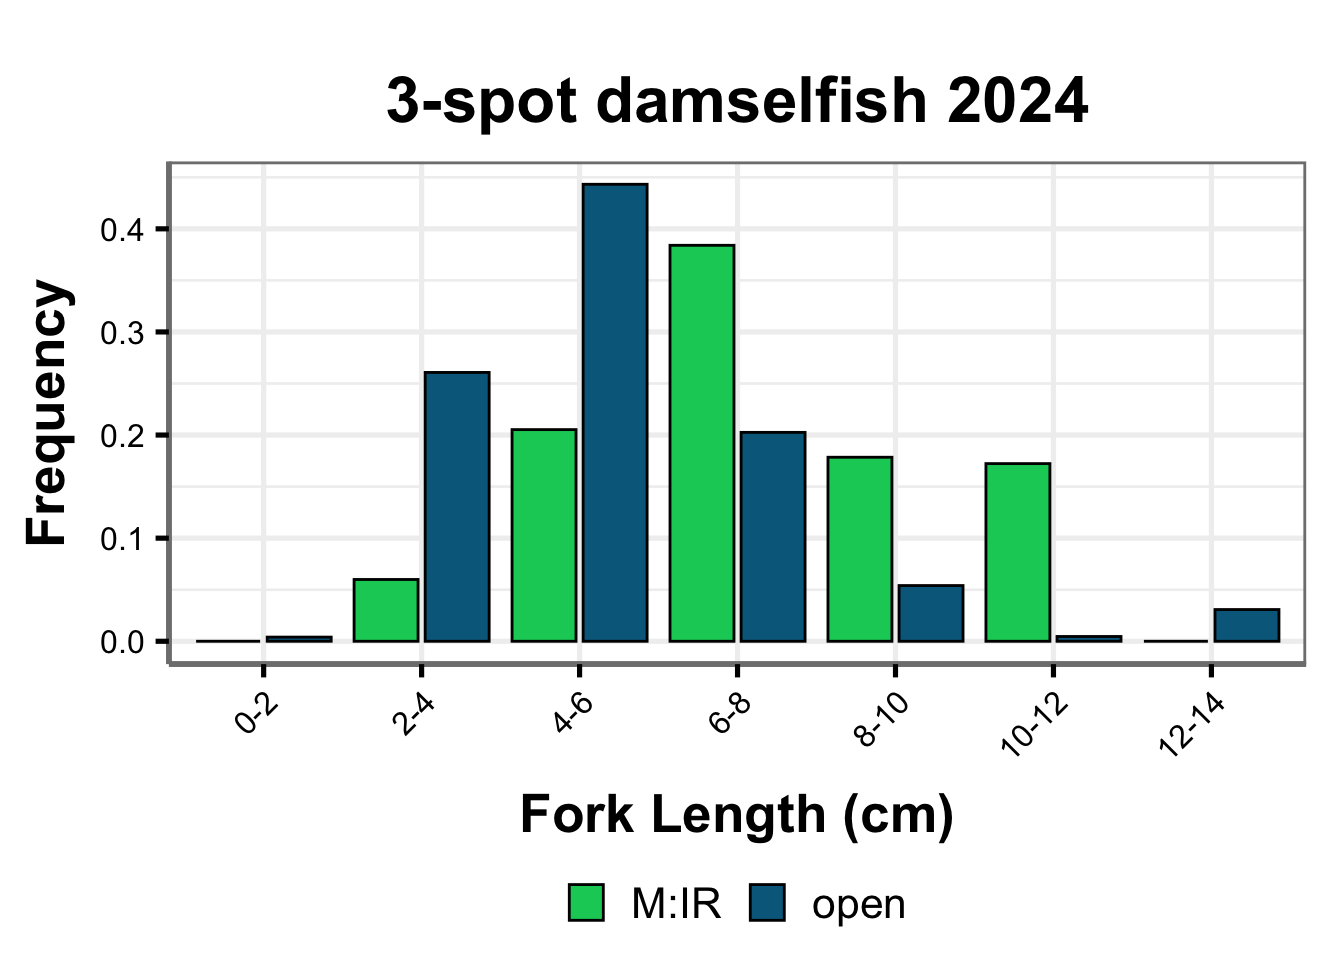 3-spot damselfish 2024
Frequency
0.4
0.3
0.2
0.1
0.0
0-2 2-4 4-6 6-8 8-10 10-12 12-14
Fork Length (cm)
M:IR open